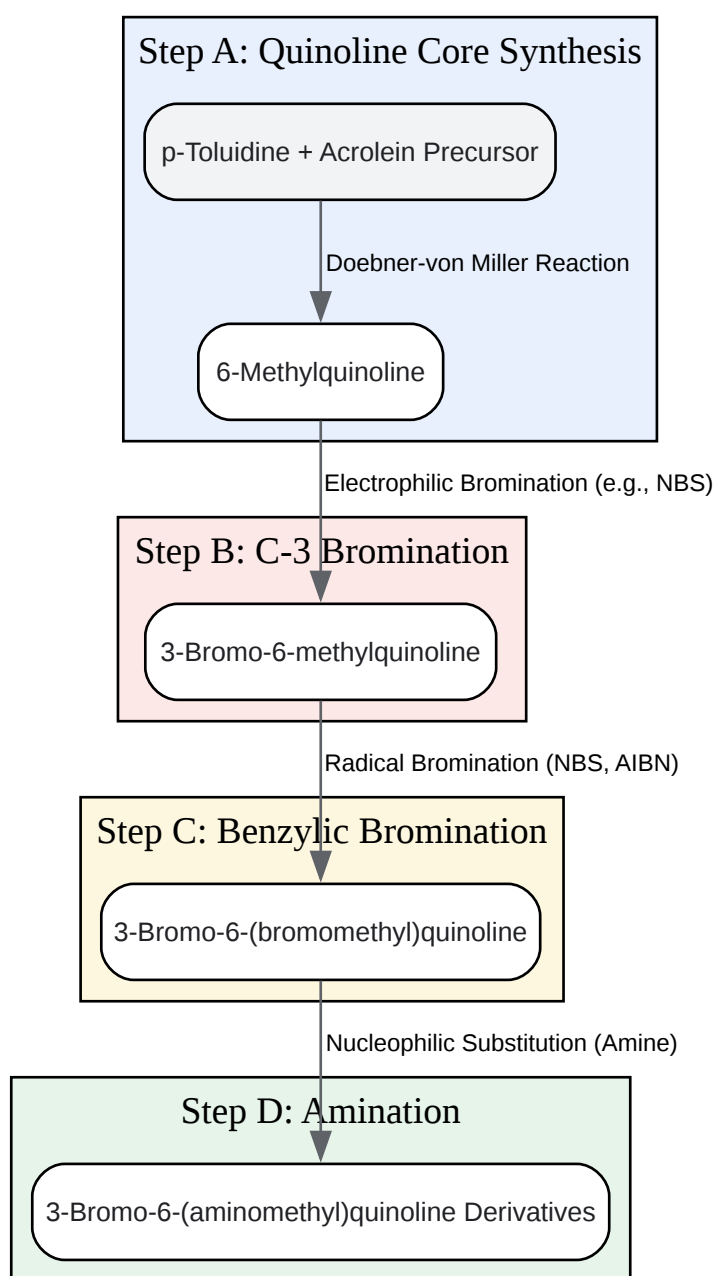 Step A: Quinoline Core Synthesis
p-Toluidine + Acrolein Precursor
Doebner-von Miller Reaction
6-Methylquinoline
Electrophilic Bromination (e.g., NBS)
Step B: C-3 Bromination
3-Bromo-6-methylquinoline
Radical Bromination (NBS, AIBN)
Step C: Benzylic Bromination
3-Bromo-6-(bromomethyl)quinoline
Nucleophilic Substitution (Amine)
Step D: Amination
3-Bromo-6-(aminomethyl)quinoline Derivatives